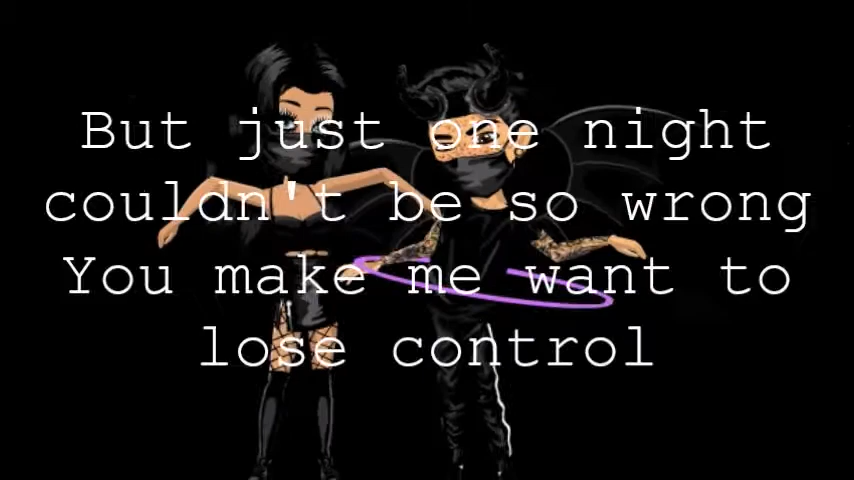 But just one night
couldn't be so wrong
You make me want to
lose control